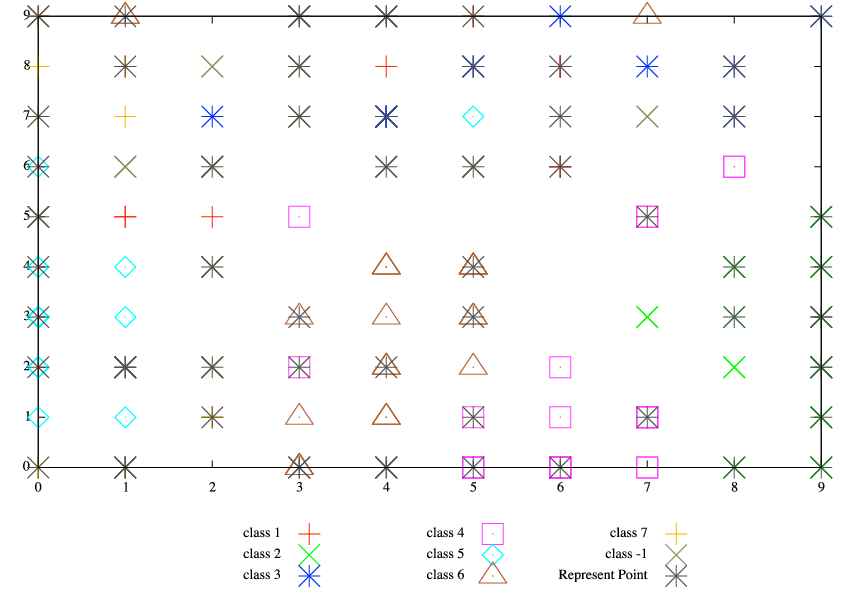 9
8
7
6
5
4
3
2
1
0
0 1 2 3 4 5 6 7 8 9
class 1 class 4 class 7
class 2 class 5 class -1
class 3 class 6 Represent Point